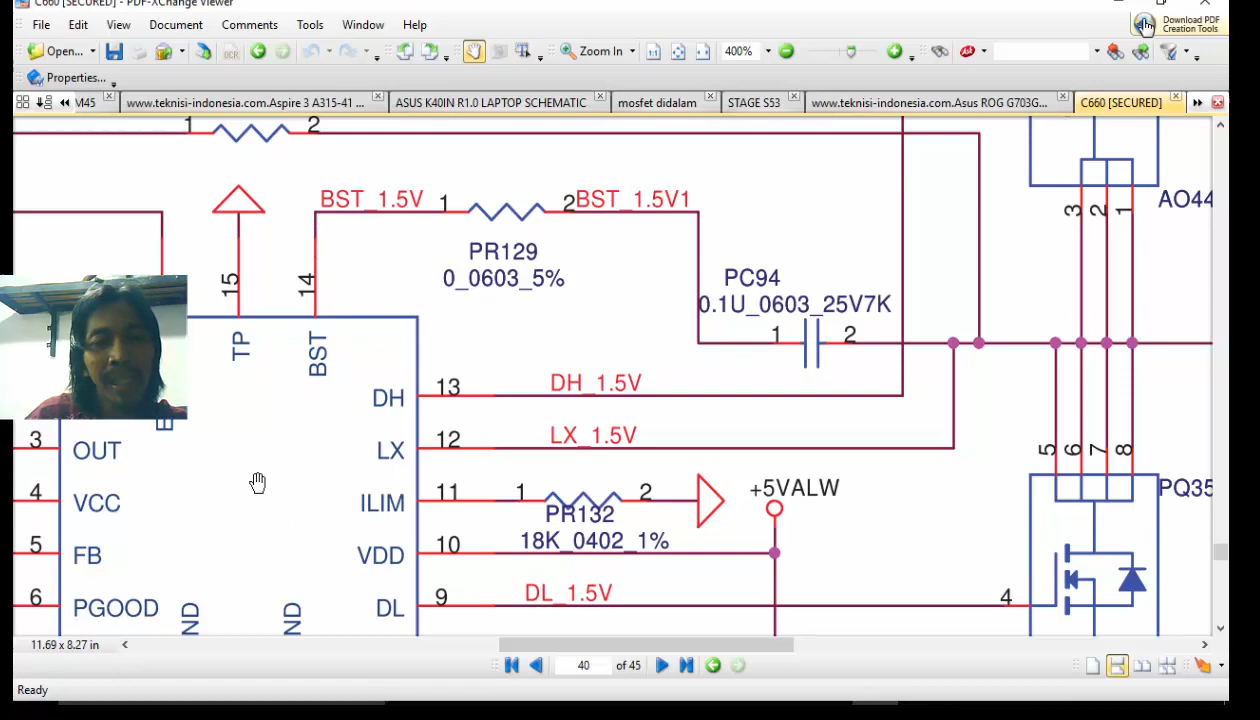 C660 [SECURED] - PDF-XChange Viewer
File Edit View Document Comments Tools Window Help
Download PDF
Creation Tools
Open... OCR Zoom In 400%
Properties...
M45 www.teknisi-indonesia.com.Aspire 3 A315-41 ... ASUS K40IN R1.0 LAPTOP SCHEMATIC mosfet didalam STAGE S53 www.teknisi-indonesia.com.Asus ROG G703G... C660 [SECURED]
1 2
BST_1.5V 1 2 BST_1.5V1
AO44
3 2 1
PR129
0_0603_5%
15 14
PC94
0.1U_0603_25V7K
1 2
TP BST
DH 13 DH_1.5V
3 OUT LX 12 LX_1.5V
5 6 7 8
4 VCC ILIM 11 1 2 +5VALW
PR132
18K_0402_1%
PQ35
5 FB VDD 10
6 PGOOD DL 9 DL_1.5V 4
ND ND
11.69 x 8.27 in
40 of 45
Ready